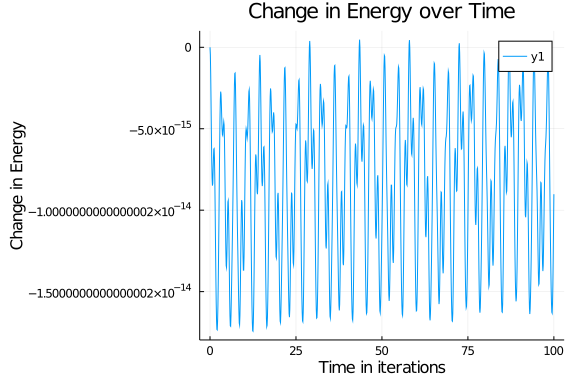 Change in Energy over Time
Change in Energy
0
−5.0×10⁻¹⁵
−1.0000000000000002×10⁻¹⁴
−1.5000000000000002×10⁻¹⁴
y1
0 25 50 75 100
Time in iterations